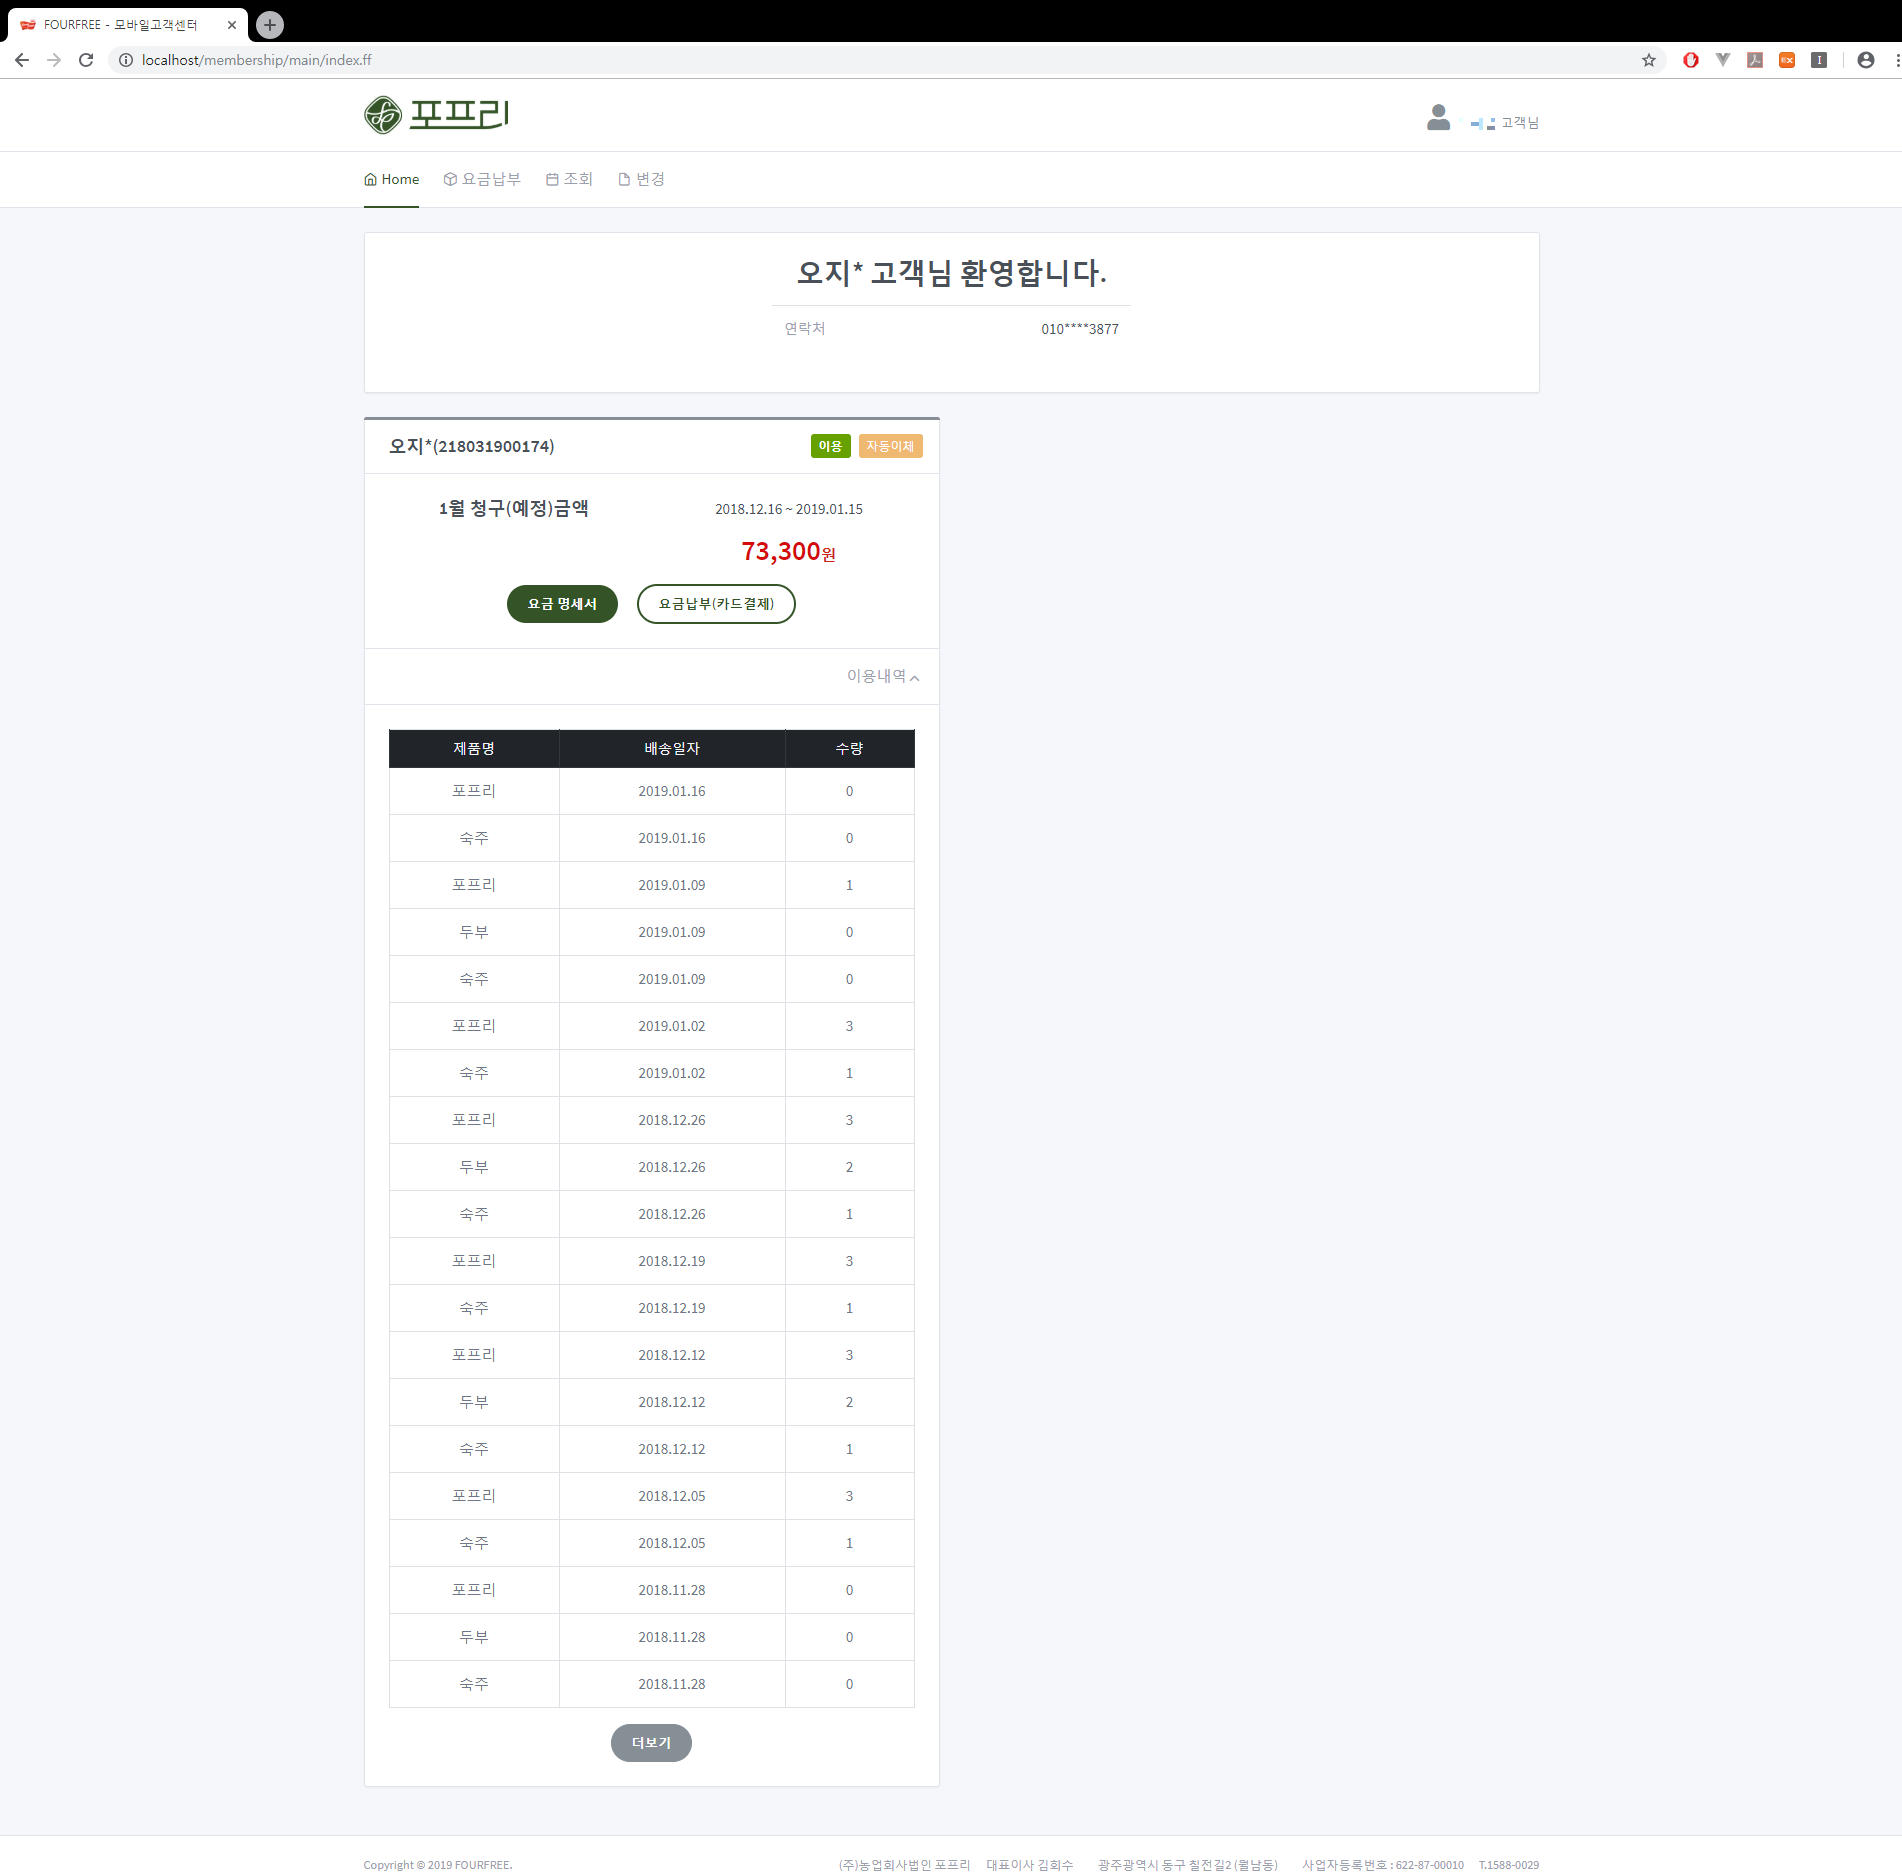 FOURFREE - 모바일고객센터
localhost/membership/main/index.ff
포프리
고객님
Home 요금납부 조회 변경
오지* 고객님 환영합니다.
연락처 010****3877
오지*(218031900174) 이용 자동이체
1월 청구(예정)금액 2018.12.16 ~ 2019.01.15
73,300원
요금 명세서 요금납부(카드결제)
이용내역
제품명 배송일자 수량
포프리 2019.01.16 0
숙주 2019.01.16 0
포프리 2019.01.09 1
두부 2019.01.09 0
숙주 2019.01.09 0
포프리 2019.01.02 3
숙주 2019.01.02 1
포프리 2018.12.26 3
두부 2018.12.26 2
숙주 2018.12.26 1
포프리 2018.12.19 3
숙주 2018.12.19 1
포프리 2018.12.12 3
두부 2018.12.12 2
숙주 2018.12.12 1
포프리 2018.12.05 3
숙주 2018.12.05 1
포프리 2018.11.28 0
두부 2018.11.28 0
숙주 2018.11.28 0
더보기
Copyright © 2019 FOURFREE. (주)농업회사법인 포프리 대표이사 김회수 광주광역시 동구 칠전길2 (월남동) 사업자등록번호 : 622-87-00010 T.1588-0029